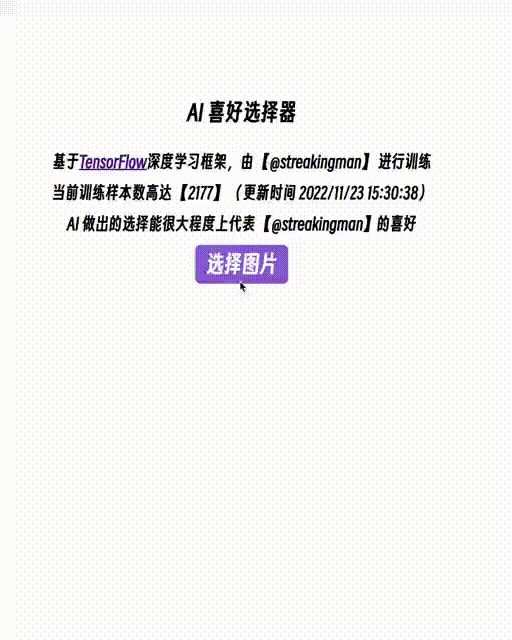 AI 喜好选择器
基于TensorFlow深度学习框架，由【@streakingman】进行训练
当前训练样本数高达【2177】（更新时间 2022/11/23 15:30:38）
AI 做出的选择能很大程度上代表【@streakingman】的喜好
选择图片